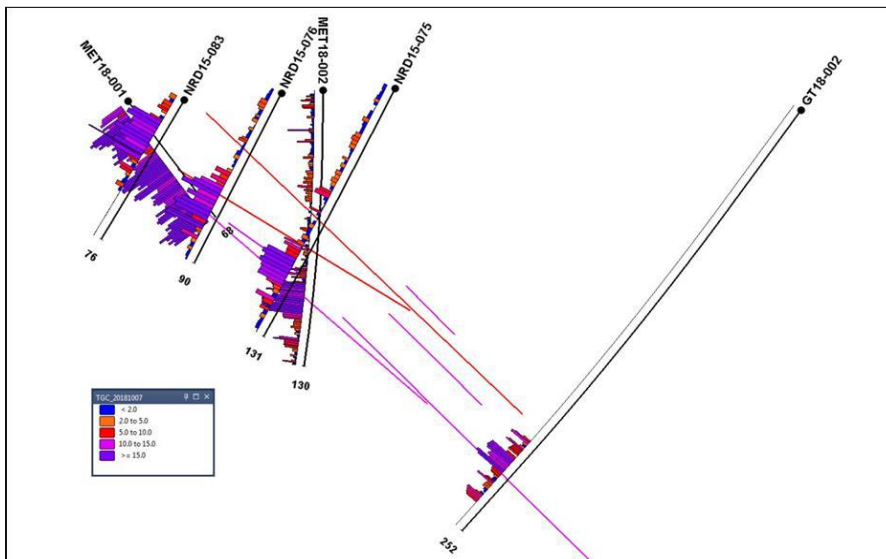 MET18-001
NRD15-083
NRD15-076
MET18-002
NRD15-075
GT18-002
76
90
68
131
130
252
TGC_20181007
< 2.0
2.0 to 5.0
5.0 to 10.0
10.0 to 15.0
>= 15.0